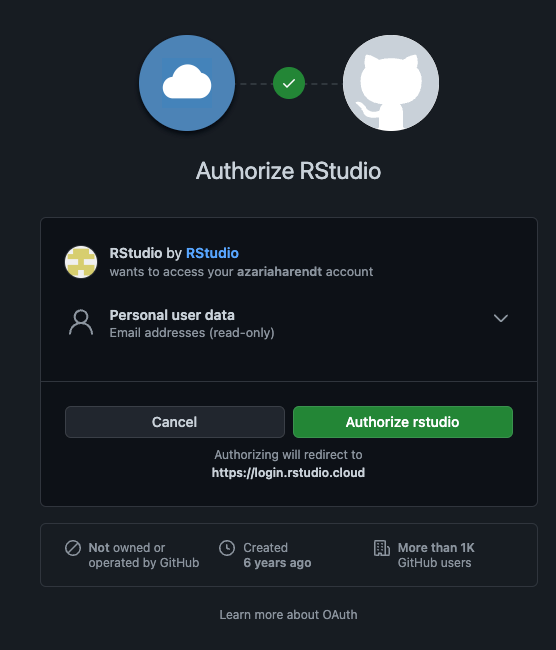 Authorize RStudio
RStudio by RStudio
wants to access your azariaharendt account
Personal user data
Email addresses (read-only)
Cancel
Authorize rstudio
Authorizing will redirect to
https://login.rstudio.cloud
Not owned or
operated by GitHub
Created
6 years ago
More than 1K
GitHub users
Learn more about OAuth